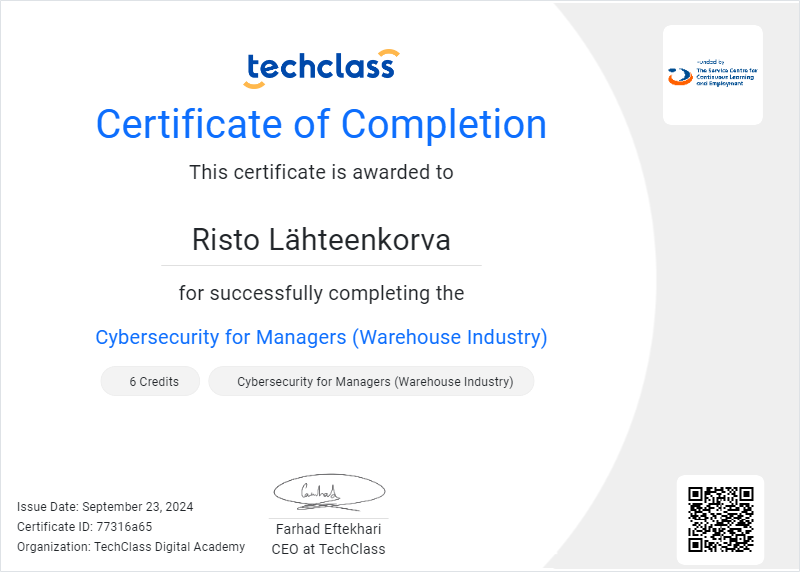 techclass
Funded by
The Service Centre for
Continuous Learning
and Employment
Certificate of Completion
This certificate is awarded to
Risto Lähteenkorva
for successfully completing the
Cybersecurity for Managers (Warehouse Industry)
6 Credits
Cybersecurity for Managers (Warehouse Industry)
Issue Date: September 23, 2024
Certificate ID: 77316a65
Organization: TechClass Digital Academy
Farhad Eftekhari
CEO at TechClass